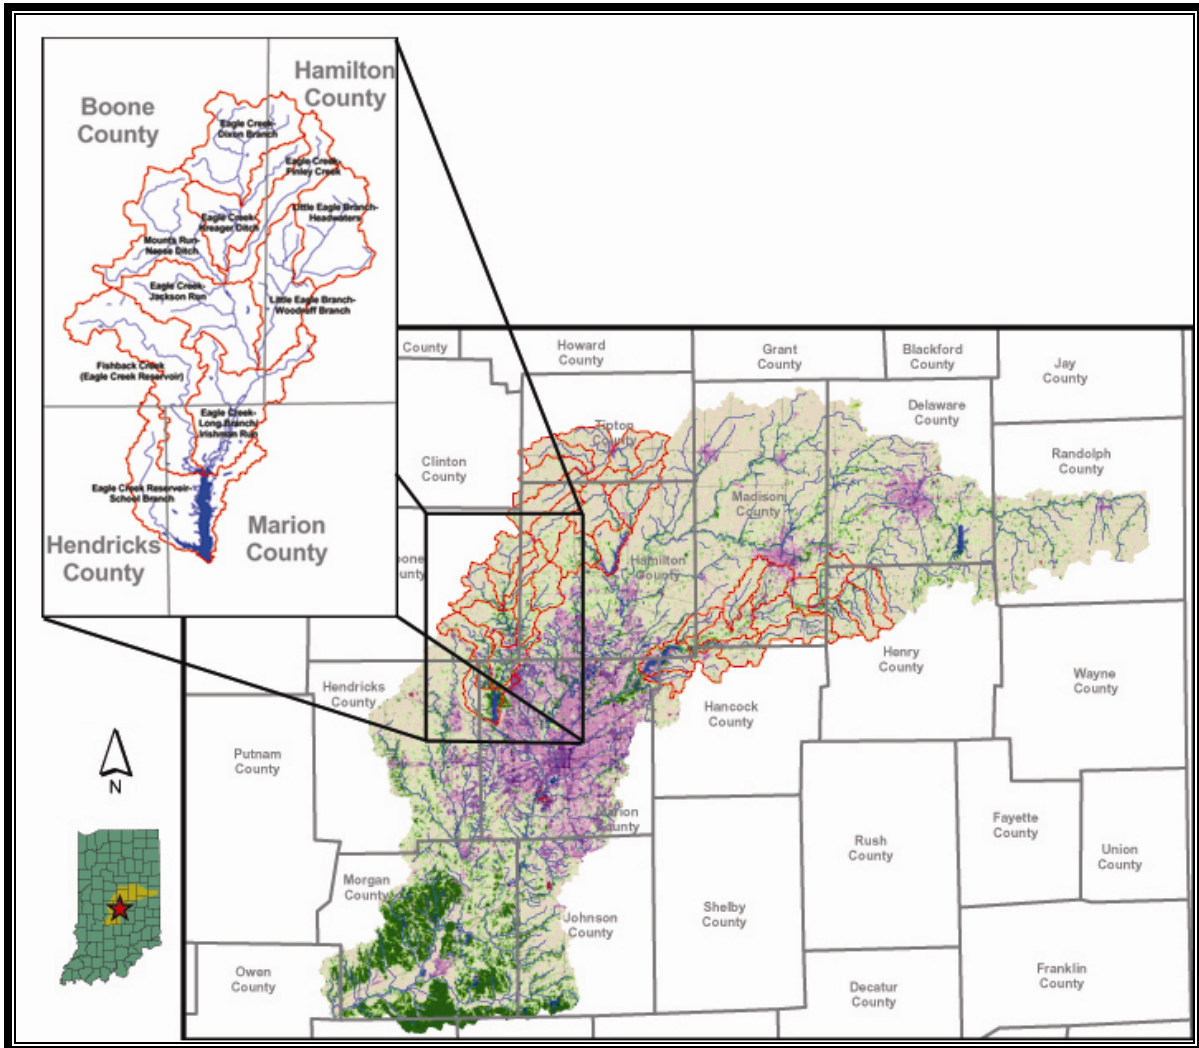 Hamilton
County
Boone
County
Eagle Creek-
Dixon Branch
Eagle Creek-
Finley Creek
Little Eagle Branch-
Headwaters
Eagle Creek-
Kreager Ditch
Mounts Run-
Neese Ditch
Eagle Creek-
Jackson Run
Little Eagle Branch-
Woodruff Branch
Fishback Creek
(Eagle Creek Reservoir)
Eagle Creek-
Long Branch/
Irishman Run
Eagle Creek Reservoir-
School Branch
Marion
County
Hendricks
County
County
Howard
County
Grant
County
Blackford
County
Jay
County
Tipton
County
Delaware
County
Clinton
County
Randolph
County
Madison
County
oone
unty
Hamilton
County
Henry
County
Wayne
County
Hendricks
County
Hancock
County
Putnam
County
N
Marion
County
Fayette
County
Rush
County
Union
County
Morgan
County
Johnson
County
Shelby
County
Owen
County
Franklin
County
Decatur
County